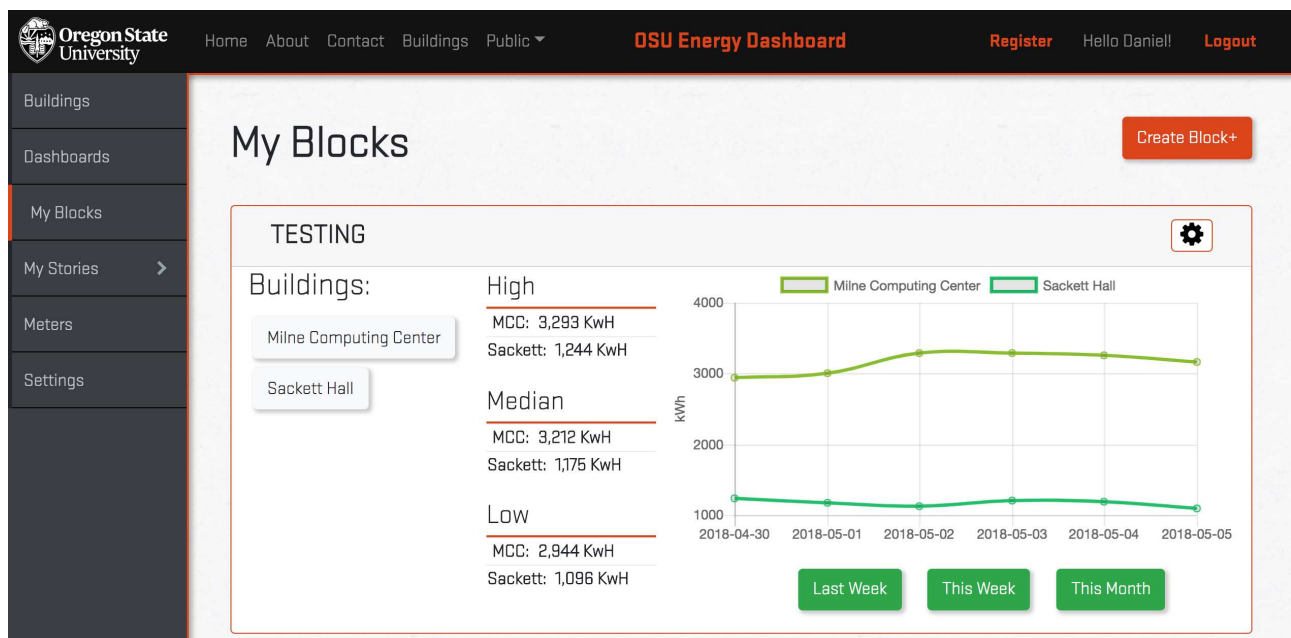 Oregon State
University
Home About Contact Buildings Public
OSU Energy Dashboard
Register Hello Daniel! Logout
Buildings
Dashboards
My Blocks
My Stories
Meters
Settings
My Blocks
Create Block+
TESTING
Buildings:
Milne Computing Center
Sackett Hall
High
MCC: 3,293 KwH
Sackett: 1,244 KwH
Median
MCC: 3,212 KwH
Sackett: 1,175 KwH
Low
MCC: 2,944 KwH
Sackett: 1,096 KwH
Milne Computing Center Sackett Hall
4000
3000
2000
1000
kWh
2018-04-30 2018-05-01 2018-05-02 2018-05-03 2018-05-04 2018-05-05
Last Week This Week This Month